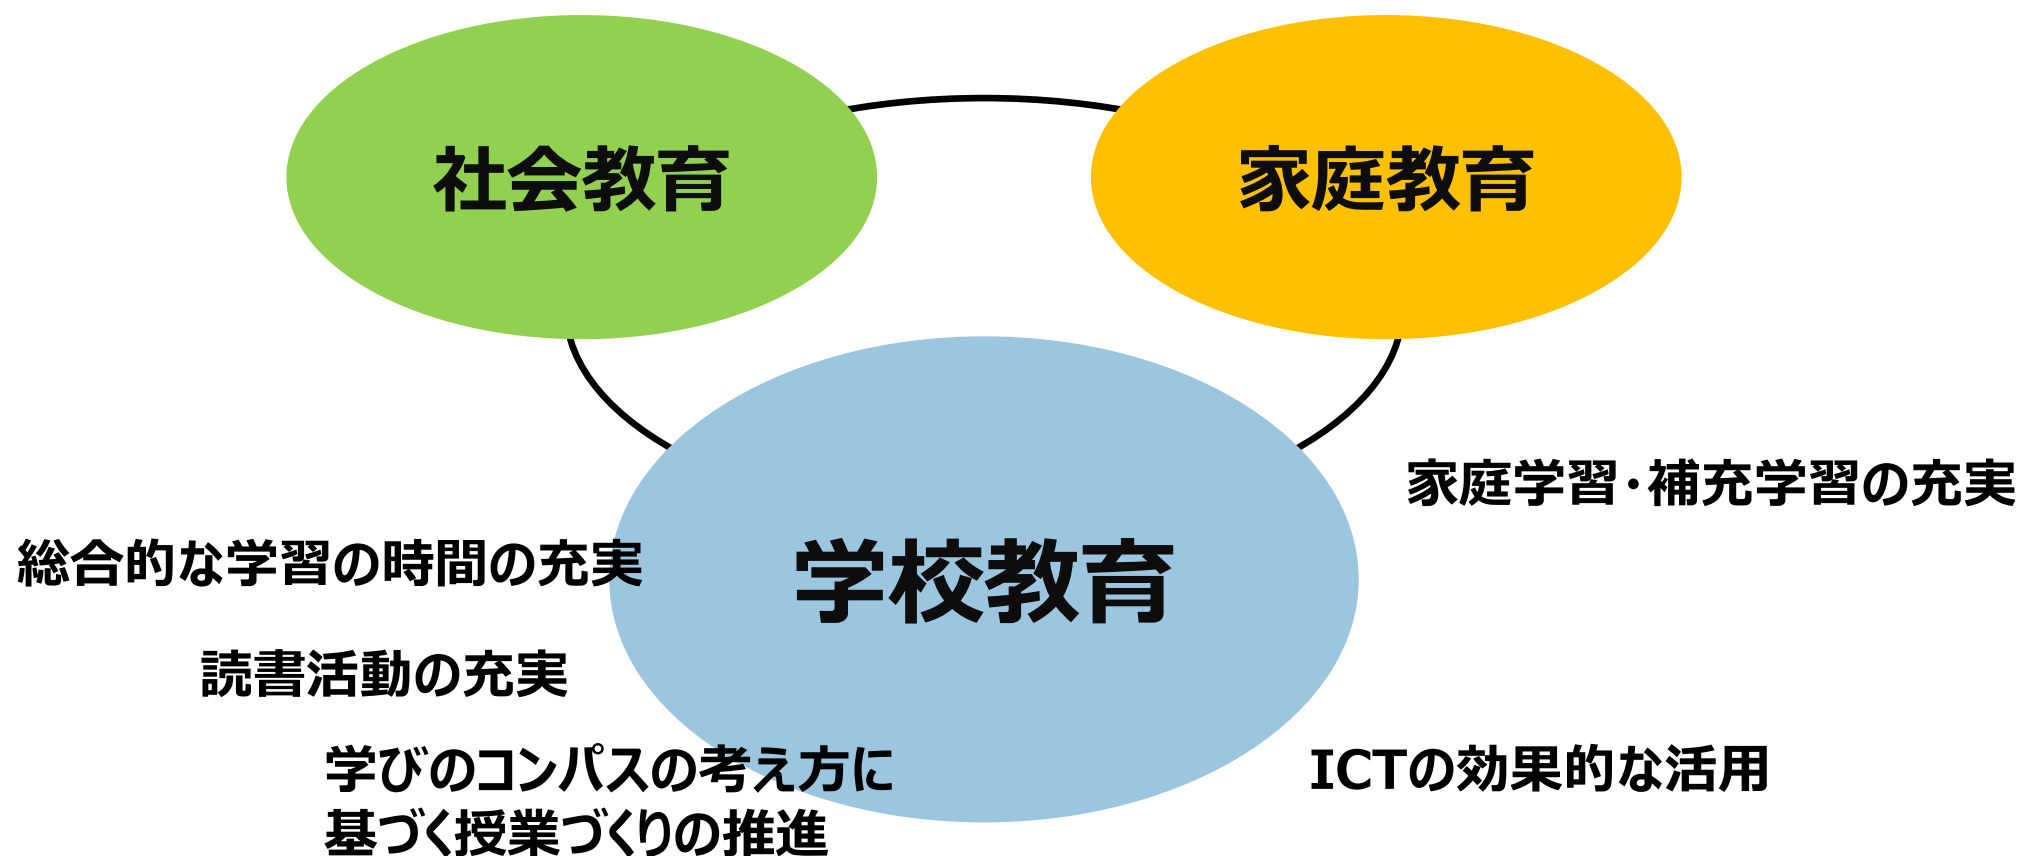 社会教育
家庭教育
学校教育
家庭学習・補充学習の充実
総合的な学習の時間の充実
読書活動の充実
学びのコンパスの考え方に
基づく授業づくりの推進
ICTの効果的な活用